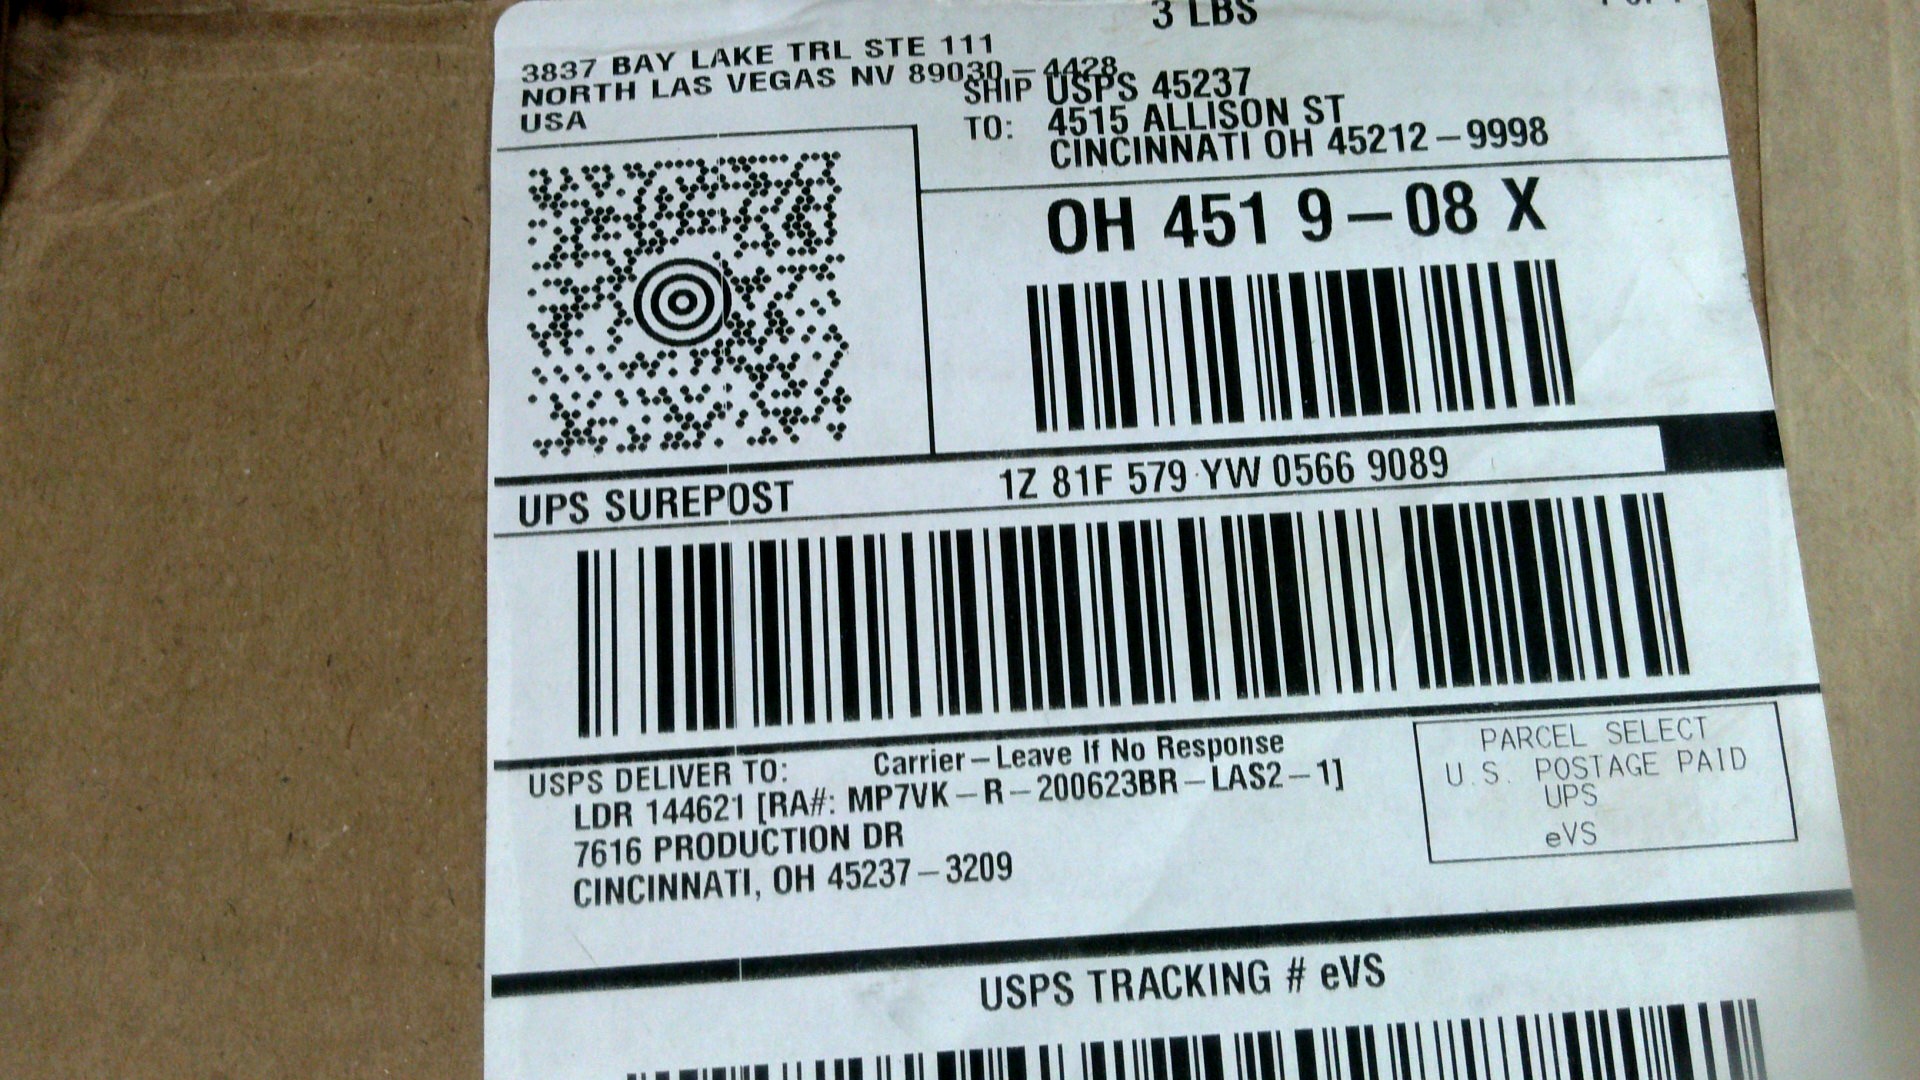 3 LBS
3837 BAY LAKE TRL STE 111
NORTH LAS VEGAS NV 89030-4428
USA
SHIP USPS 45237
TO: 4515 ALLISON ST
CINCINNATI OH 45212-9998
OH 451 9-08 X
UPS SUREPOST
1Z 81F 579 YW 0566 9089
Carrier-Leave If No Response
USPS DELIVER TO:
LDR 144621 [RA#: MP7VK-R-200623BR-LAS2-1]
7616 PRODUCTION DR
CINCINNATI, OH 45237-3209
PARCEL SELECT
U.S. POSTAGE PAID
UPS
eVS
USPS TRACKING # eVS